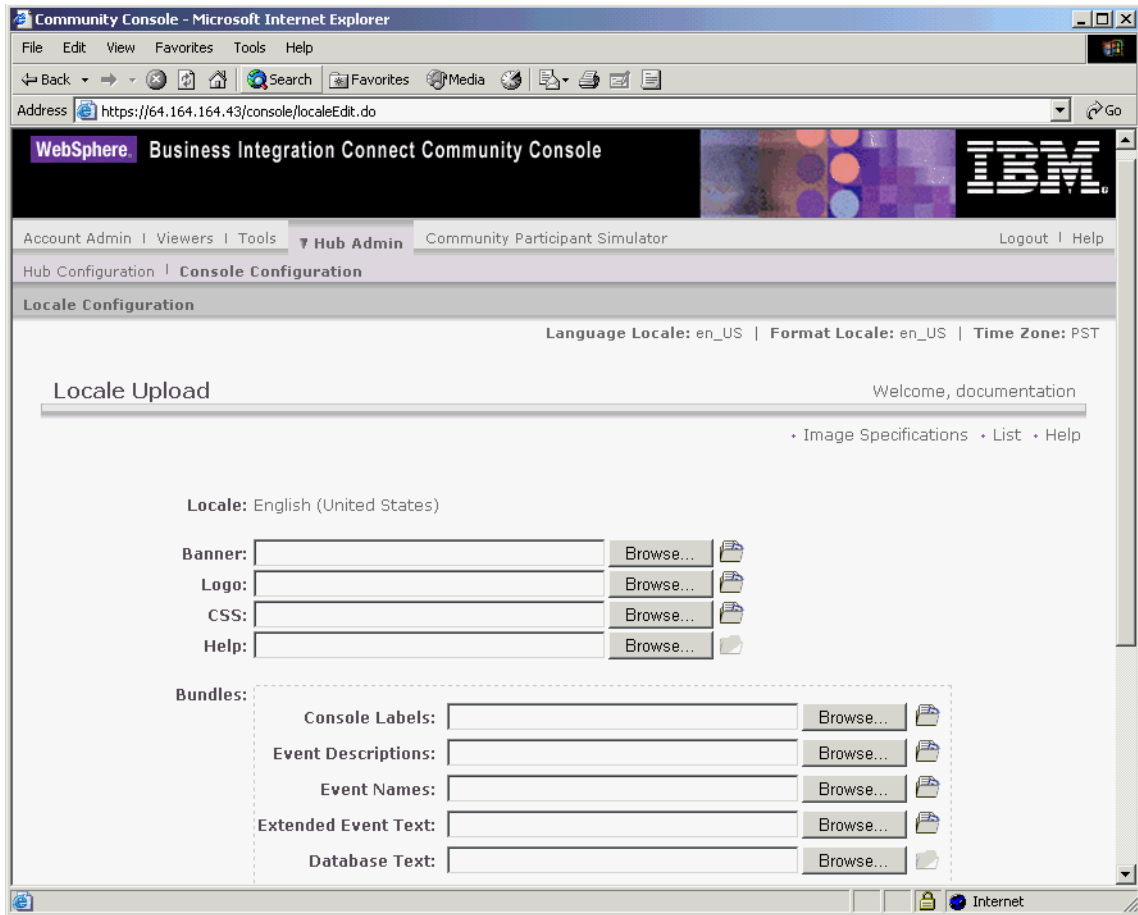 Community Console - Microsoft Internet Explorer
File Edit View Favorites Tools Help
Back Search Favorites Media
Address https://64.164.164.43/console/localeEdit.do Go
WebSphere. Business Integration Connect Community Console IBM.
Account Admin | Viewers | Tools Hub Admin Community Participant Simulator Logout | Help
Hub Configuration | Console Configuration
Locale Configuration
Language Locale: en_US | Format Locale: en_US | Time Zone: PST
Locale Upload Welcome, documentation
• Image Specifications • List • Help
Locale: English (United States)
Banner: Browse...
Logo: Browse...
CSS: Browse...
Help: Browse...
Bundles:
Console Labels: Browse...
Event Descriptions: Browse...
Event Names: Browse...
Extended Event Text: Browse...
Database Text: Browse...
Internet